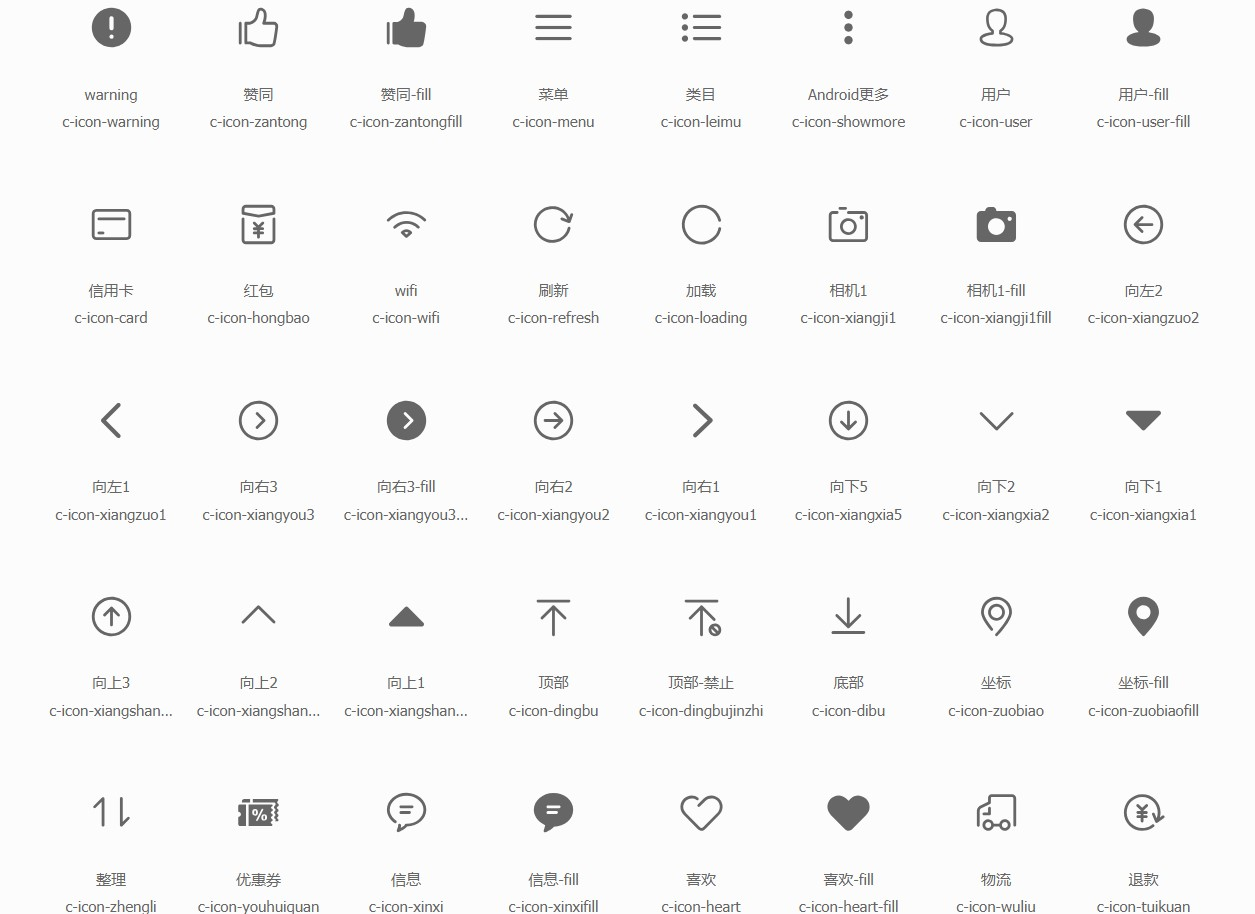 warning 赞同 赞同-fill 菜单 类目 Android更多 用户 用户-fill
c-icon-warning c-icon-zantong c-icon-zantongfill c-icon-menu c-icon-leimu c-icon-showmore c-icon-user c-icon-user-fill
信用卡 红包 wifi 刷新 加载 相机1 相机1-fill 向左2
c-icon-card c-icon-hongbao c-icon-wifi c-icon-refresh c-icon-loading c-icon-xiangji1 c-icon-xiangji1fill c-icon-xiangzuo2
向左1 向右3 向右3-fill 向右2 向右1 向下5 向下2 向下1
c-icon-xiangzuo1 c-icon-xiangyou3 c-icon-xiangyou3... c-icon-xiangyou2 c-icon-xiangyou1 c-icon-xiangxia5 c-icon-xiangxia2 c-icon-xiangxia1
向上3 向上2 向上1 顶部 顶部-禁止 底部 坐标 坐标-fill
c-icon-xiangshan... c-icon-xiangshan... c-icon-xiangshan... c-icon-dingbu c-icon-dingbujinzhi c-icon-dibu c-icon-zuobiao c-icon-zuobiaofill
%
整理 优惠券 信息 信息-fill 喜欢 喜欢-fill 物流 退款
c-icon-zhengli c-icon-youhuiquan c-icon-xinxi c-icon-xinxifill c-icon-heart c-icon-heart-fill c-icon-wuliu c-icon-tuikuan